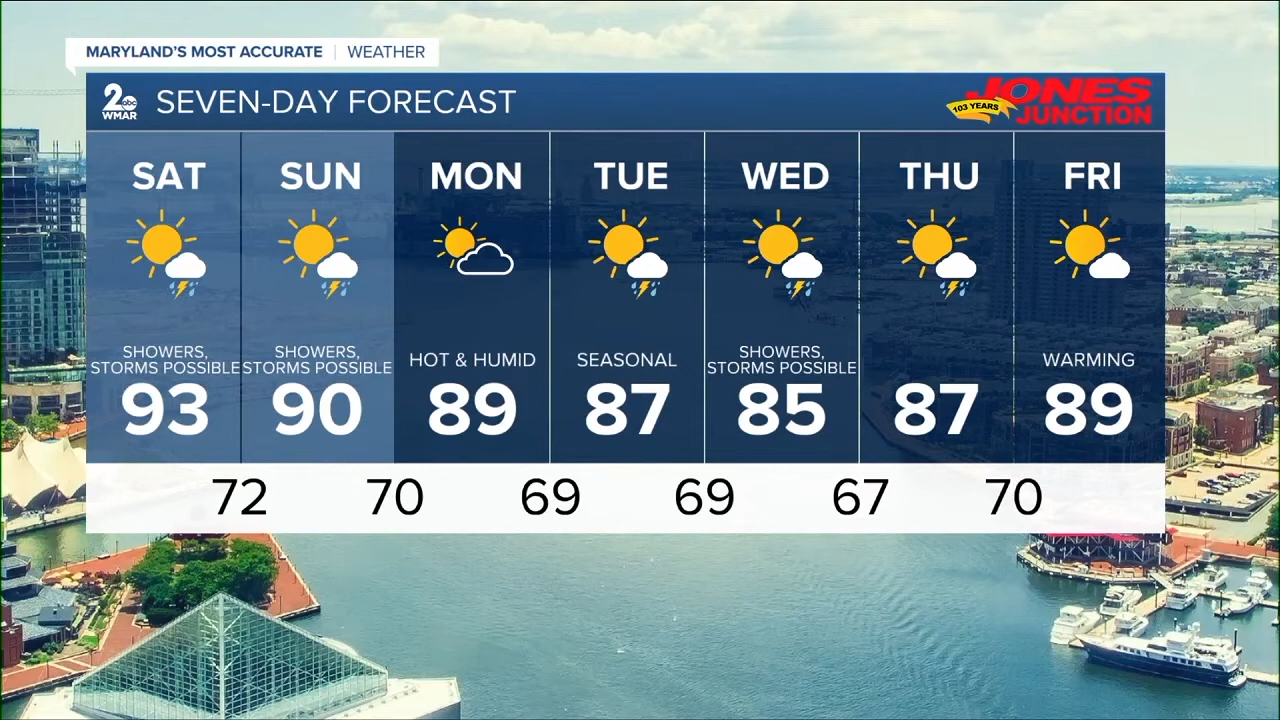 MARYLAND'S MOST ACCURATE | WEATHER
2 abc
WMAR
SEVEN-DAY FORECAST
JONES
JUNCTION
103 YEARS
SAT SUN MON TUE WED THU FRI
SHOWERS,
STORMS POSSIBLE
SHOWERS,
STORMS POSSIBLE
HOT & HUMID
SEASONAL
SHOWERS,
STORMS POSSIBLE
WARMING
93 90 89 87 85 87 89
72 70 69 69 67 70